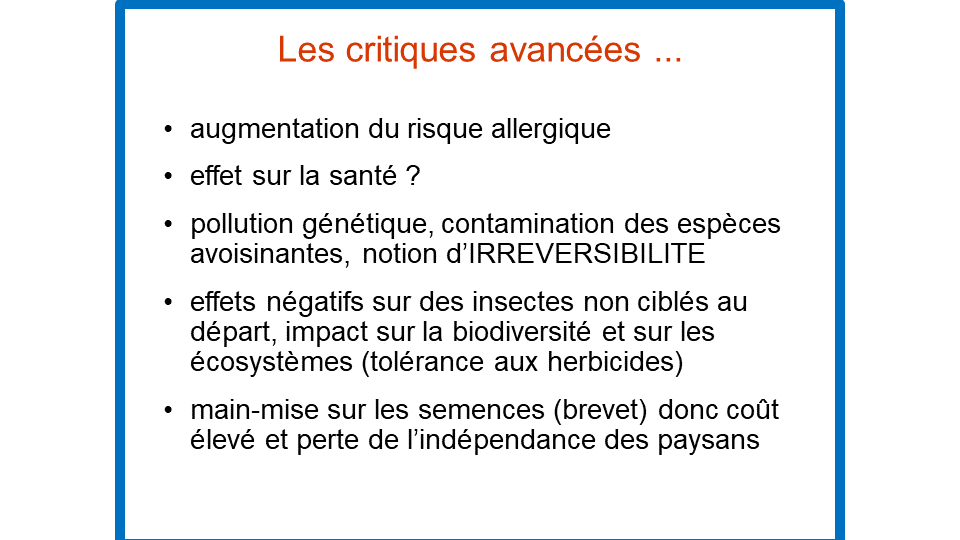 Les critiques avancées ...
• augmentation du risque allergique
• effet sur la santé ?
• pollution génétique, contamination des espèces
avoisinantes, notion d’IRREVERSIBILITE
• effets négatifs sur des insectes non ciblés au
départ, impact sur la biodiversité et sur les
écosystèmes (tolérance aux herbicides)
• main-mise sur les semences (brevet) donc coût
élevé et perte de l’indépendance des paysans